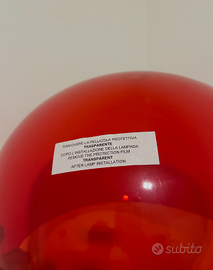 RIMUOVERE LA PELLICOLA PROTETTIVA
TRASPARENTE
DOPO L'INSTALLAZIONE DELLA LAMPADA
REMOVE THE PROTECTION FILM
TRANSPARENT
AFTER LAMP INSTALLATION
subito